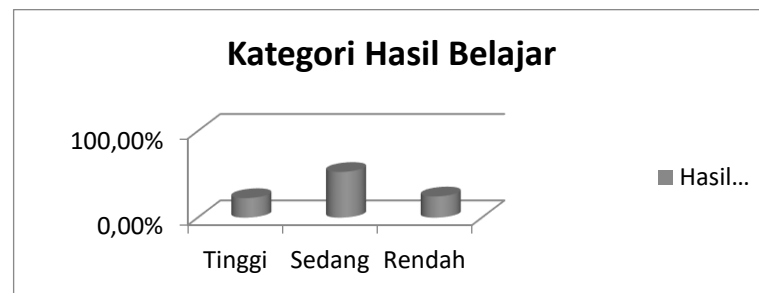 Kategori Hasil Belajar
100,00%
0,00%
Tinggi Sedang Rendah
Hasil...